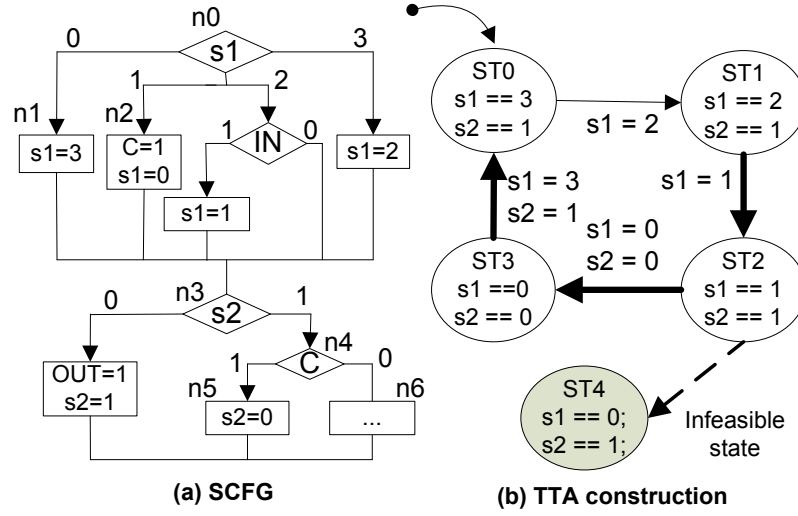 n0
0
s1
3
1
2
n1
n2
s1=3
C=1
s1=0
1
IN
0
s1=2
s1=1
n3
0
s2
1
n4
1
C
0
OUT=1
s2=1
n5
s2=0
n6
...
(a) SCFG
ST0
s1 == 3
s2 == 1
s1 = 2
ST1
s1 == 2
s2 == 1
s1 = 3
s2 = 1
s1 = 1
s1 = 0
s2 = 0
ST3
s1 ==0
s2 == 0
ST2
s1 == 1
s2 == 1
ST4
s1 == 0;
s2 == 1;
Infeasible
state
(b) TTA construction